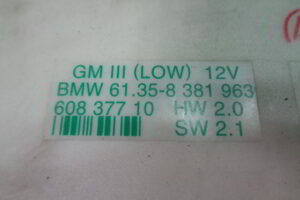 GM III (LOW) 12V
BMW 61.35-8 381 963
608 377 10 HW 2.0
SW 2.1